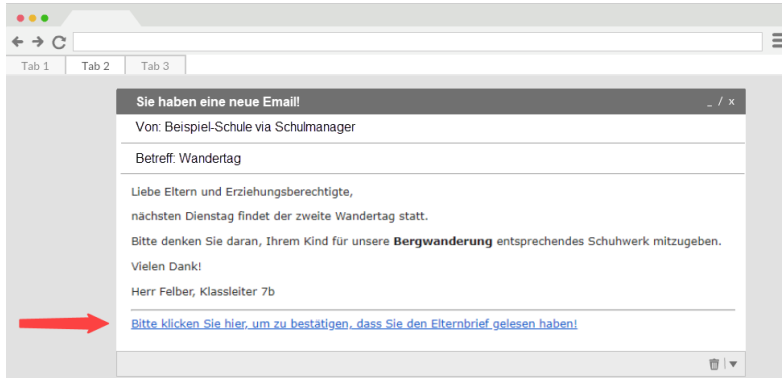 Tab 1 Tab 2 Tab 3
Sie haben eine neue Email! _ / x
Von: Beispiel-Schule via Schulmanager
Betreff: Wandertag
Liebe Eltern und Erziehungsberechtigte,
nächsten Dienstag findet der zweite Wandertag statt.
Bitte denken Sie daran, Ihrem Kind für unsere Bergwanderung entsprechendes Schuhwerk mitzugeben.
Vielen Dank!
Herr Felber, Klassleiter 7b
Bitte klicken Sie hier, um zu bestätigen, dass Sie den Elternbrief gelesen haben!